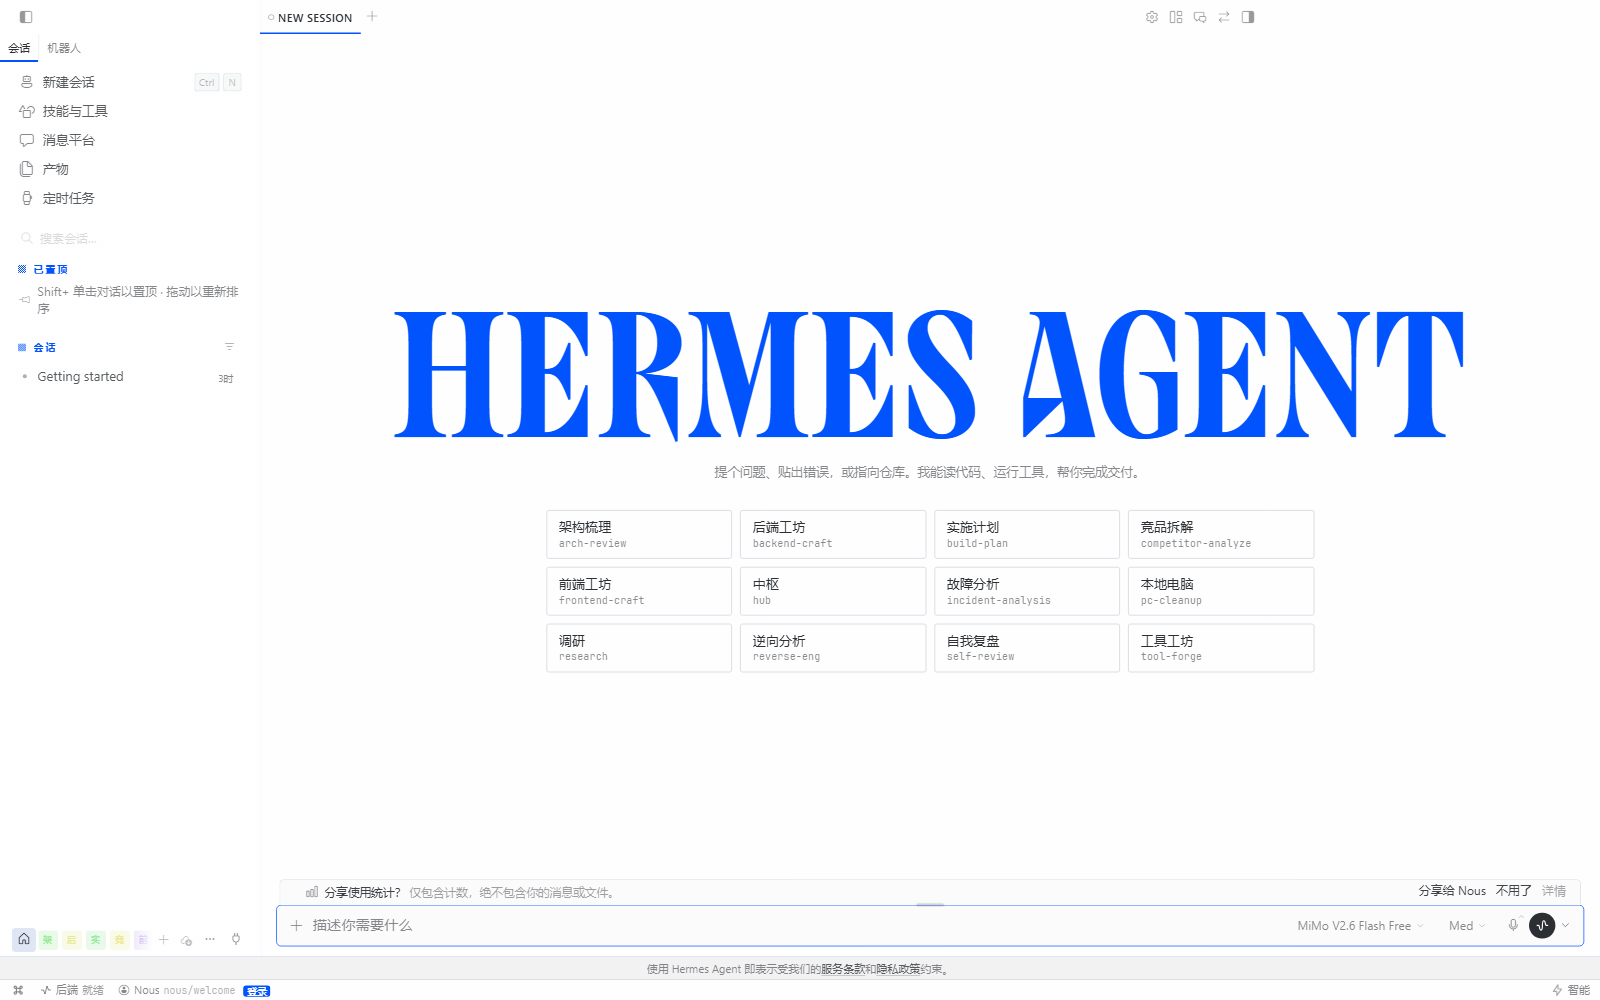 NEW SESSION
会话 机器人
新建会话 Ctrl N
技能与工具
消息平台
产物
定时任务
搜索会话...
已置顶
Shift+ 单击对话以置顶 · 拖动以重新排
序
会话
Getting started 3时
HERMES AGENT
提个问题、贴出错误，或指向仓库。我能读代码、运行工具，帮你完成交付。
架构梳理
arch-review
后端工坊
backend-craft
实施计划
build-plan
竞品拆解
competitor-analyze
前端工坊
frontend-craft
中枢
hub
故障分析
incident-analysis
本地电脑
pc-cleanup
调研
research
逆向分析
reverse-eng
自我复盘
self-review
工具工坊
tool-forge
分享使用统计？ 仅包含计数，绝不包含你的消息或文件。 分享给 Nous 不用了 详情
描述你需要什么 MiMo V2.6 Flash Free Med
架 后 实 竞 前
使用 Hermes Agent 即表示受我们的服务条款和隐私政策约束。
后端 就绪 Nous nous/welcome 登录 智能